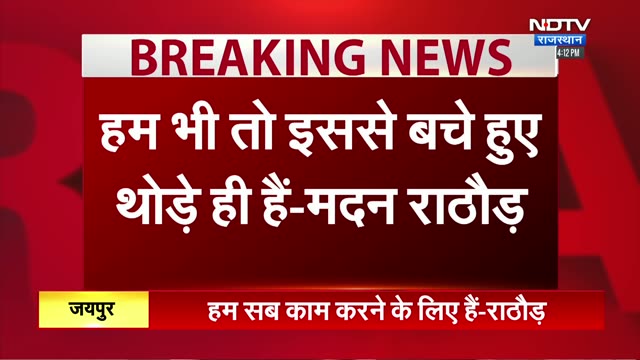 NDTV
राजस्थान
4:12 PM
BREAKING NEWS
हम भी तो इससे बचे हुए
थोड़े ही हैं-मदन राठौड़
जयपुर
हम सब काम करने के लिए हैं-राठौड़